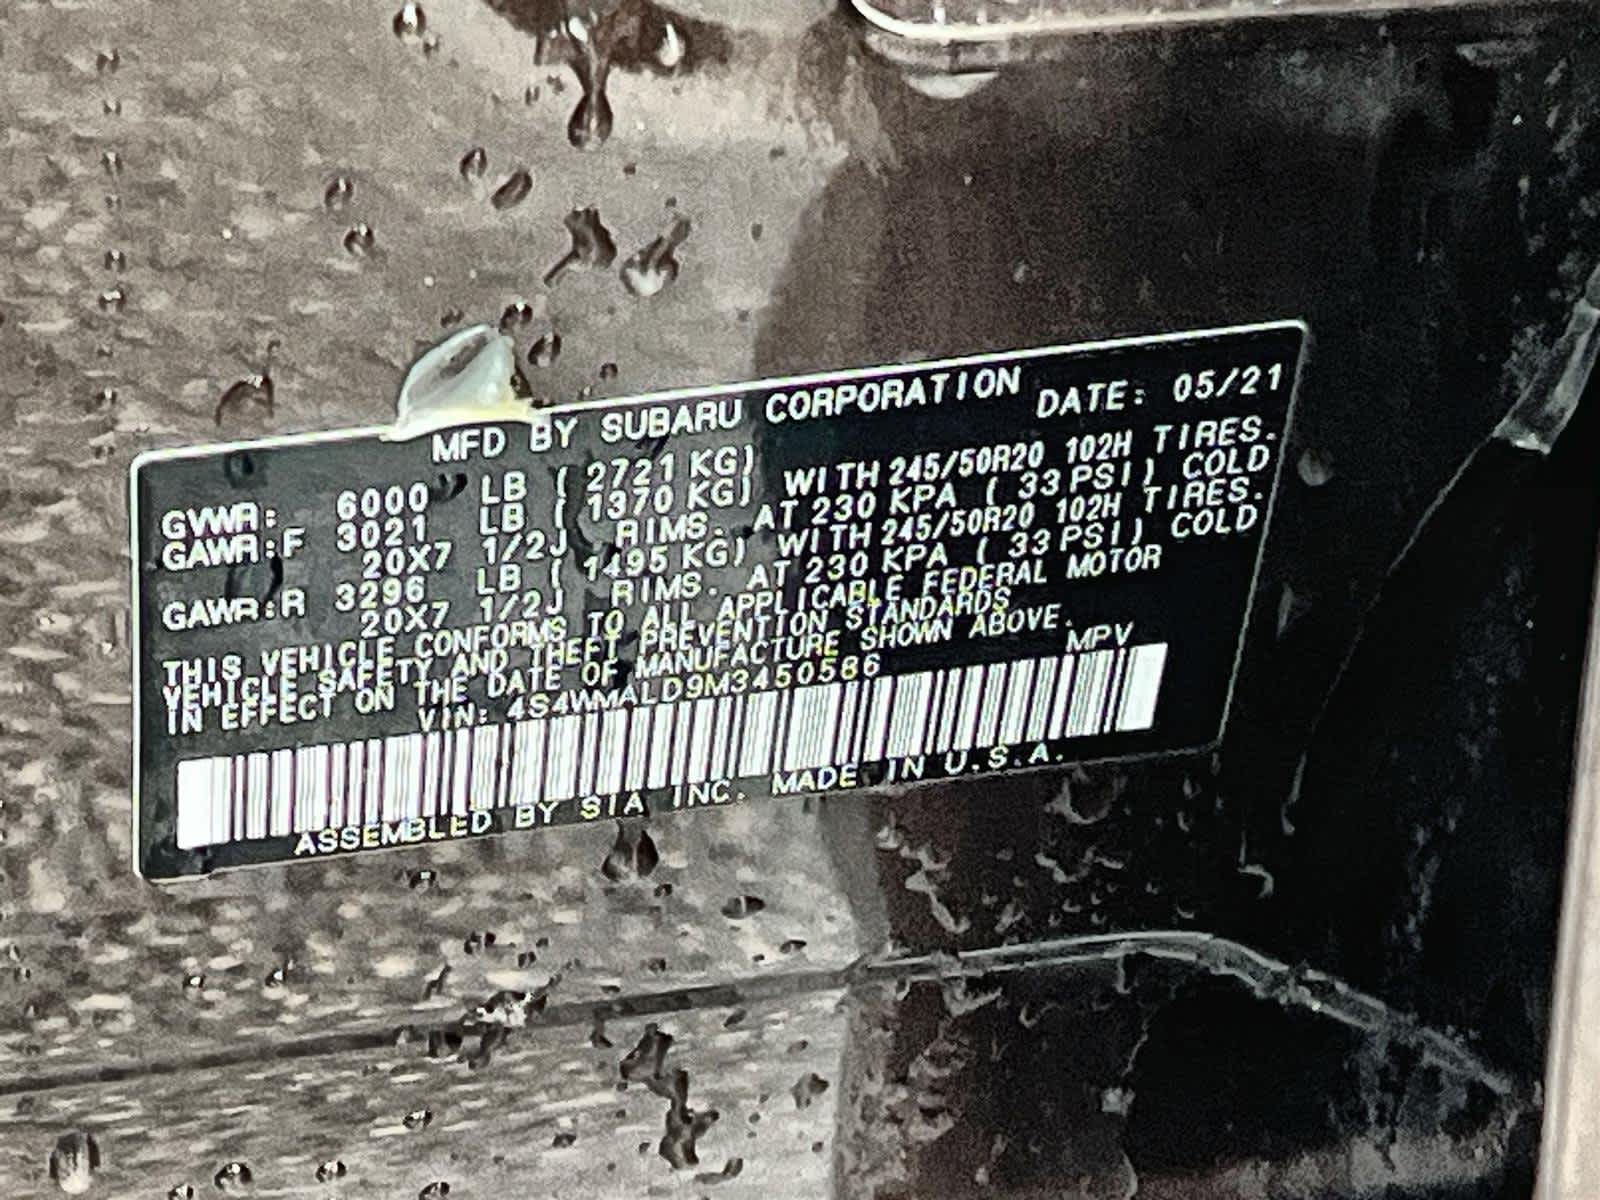 MFD BY SUBARU CORPORATION
DATE: 05/21
GVWR: 6000 LB ( 2721 KG)
GAWR:F 3021 LB ( 1370 KG) WITH 245/50R20 102H TIRES.
20X7 1/2J RIMS. AT 230 KPA ( 33 PSI) COLD
GAWR:R 3296 LB ( 1495 KG) WITH 245/50R20 102H TIRES.
20X7 1/2J RIMS. AT 230 KPA ( 33 PSI) COLD
THIS VEHICLE CONFORMS TO ALL APPLICABLE FEDERAL MOTOR
VEHICLE SAFETY AND THEFT PREVENTION STANDARDS
IN EFFECT ON THE DATE OF MANUFACTURE SHOWN ABOVE.
VIN: 4S4WMALD9M3450586 MPV
ASSEMBLED BY SIA INC. MADE IN U.S.A.